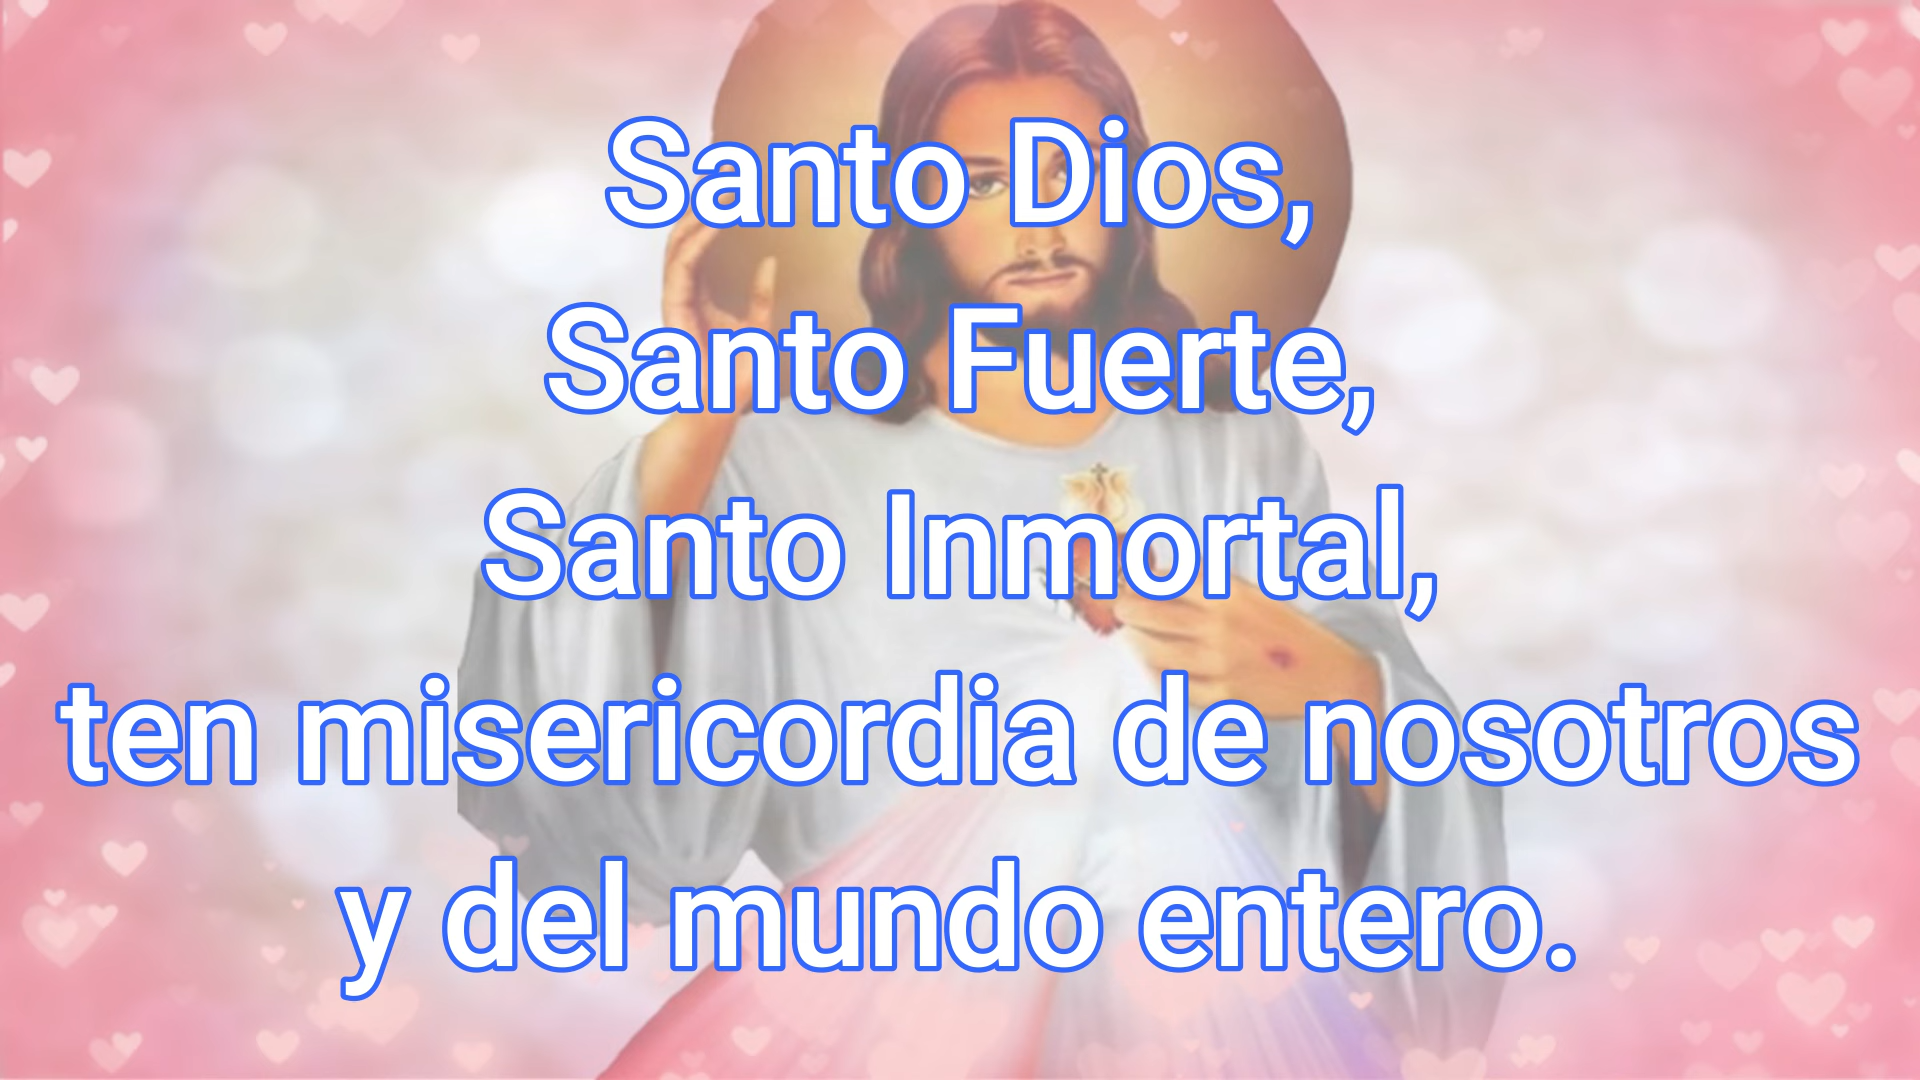 Santo Dios,
Santo Fuerte,
Santo Inmortal,
ten misericordia de nosotros
y del mundo entero.